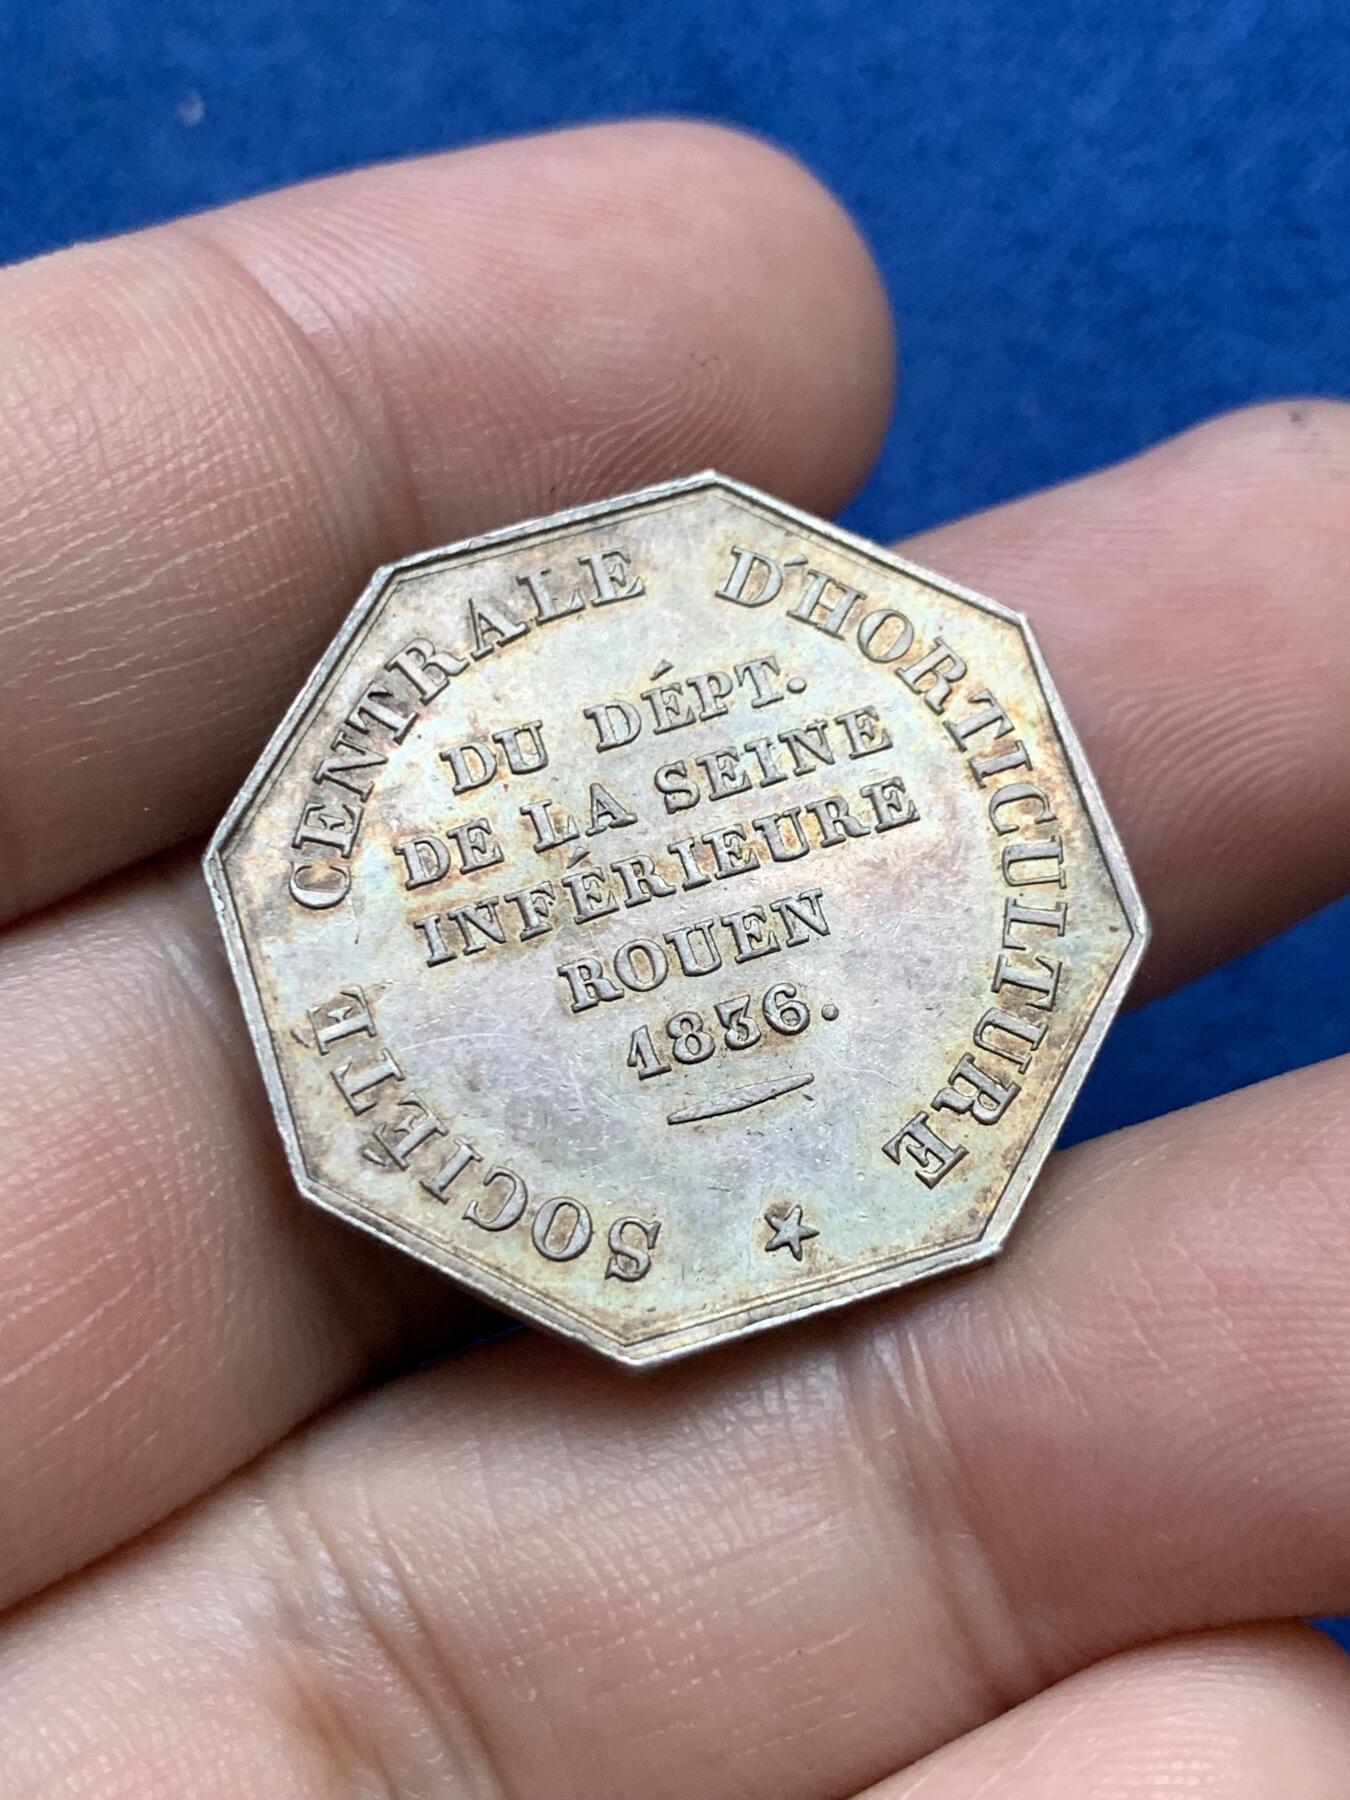 SOCIÉTÉ CENTRALE D'HORTICULTURE
DU DÉPT.
DE LA SEINE
INFÉRIEURE
ROUEN
1836.